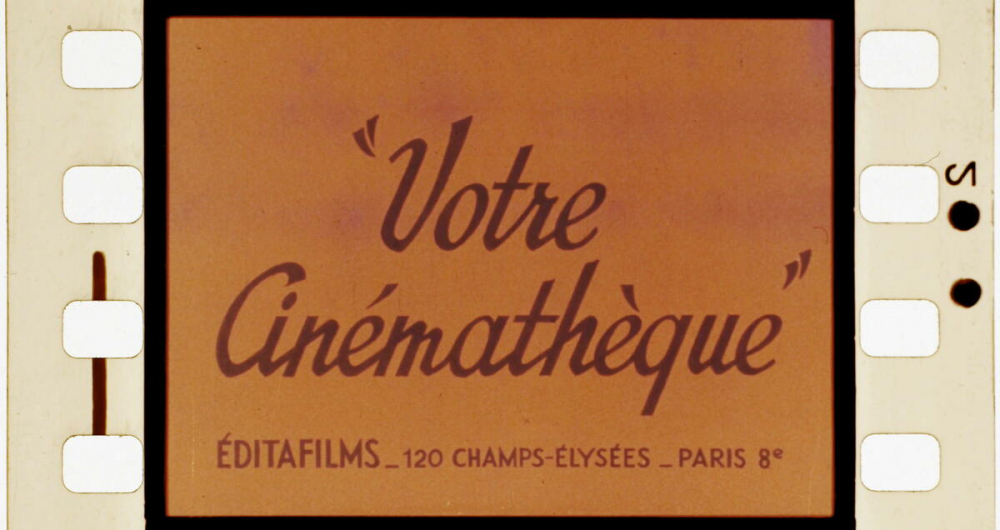 "Votre
Cinémathèque"
ÉDITAFILMS _ 120 CHAMPS-ÉLYSÉES _ PARIS 8e
S